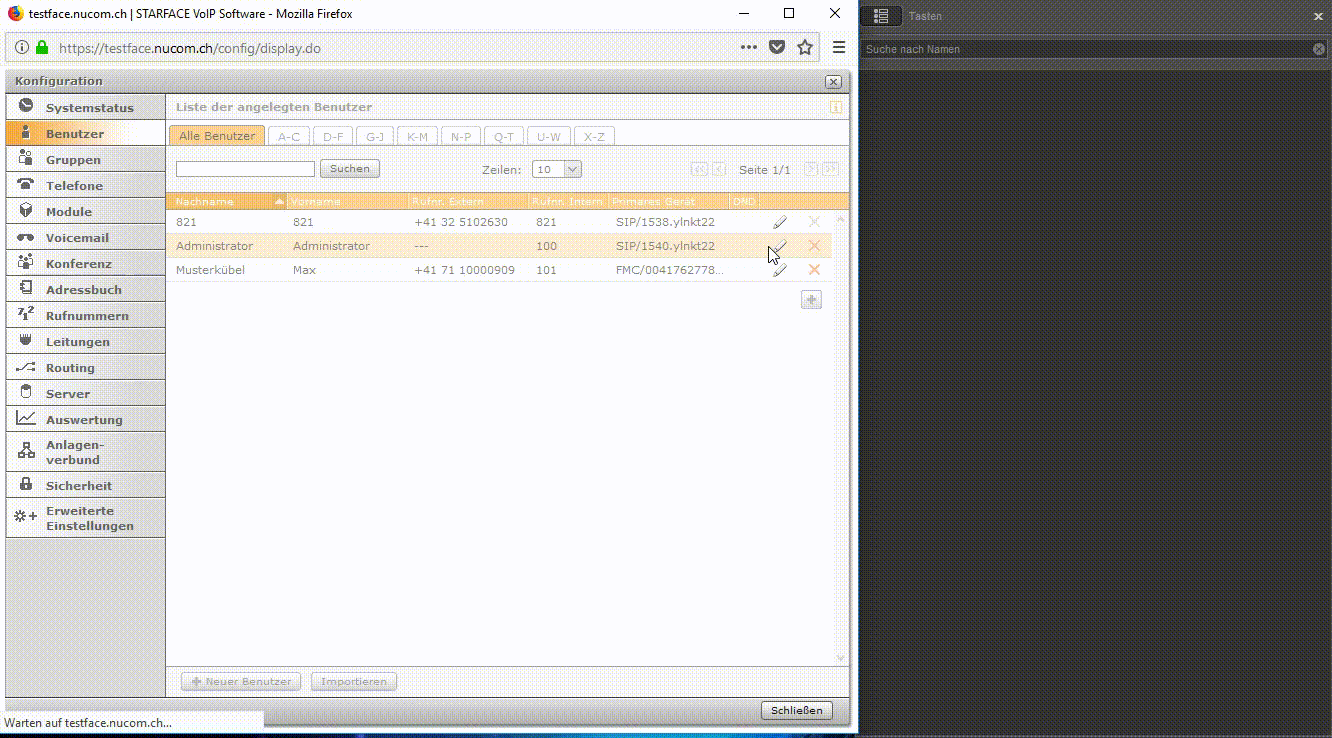 testface.nucom.ch | STARFACE VoIP Software - Mozilla Firefox
https://testface.nucom.ch/config/display.do
Tasten
Suche nach Namen
Konfiguration
Systemstatus
Benutzer
Gruppen
Telefone
Module
Voicemail
Konferenz
Adressbuch
Rufnummern
Leitungen
Routing
Server
Auswertung
Anlagen-
verbund
Sicherheit
Erweiterte
Einstellungen
Liste der angelegten Benutzer
Alle Benutzer A-C D-F G-J K-M N-P Q-T U-W X-Z
Suchen Zeilen: 10 Seite 1/1
Nachname Vorname Rufnr. Extern Rufnr. Intern Primäres Gerät DND
821 821 +41 32 5102630 821 SIP/1538.ylnkt22
Administrator Administrator --- 100 SIP/1540.ylnkt22
Musterkübel Max +41 71 10000909 101 FMC/0041762778...
+ Neuer Benutzer Importieren
Schließen
Warten auf testface.nucom.ch...